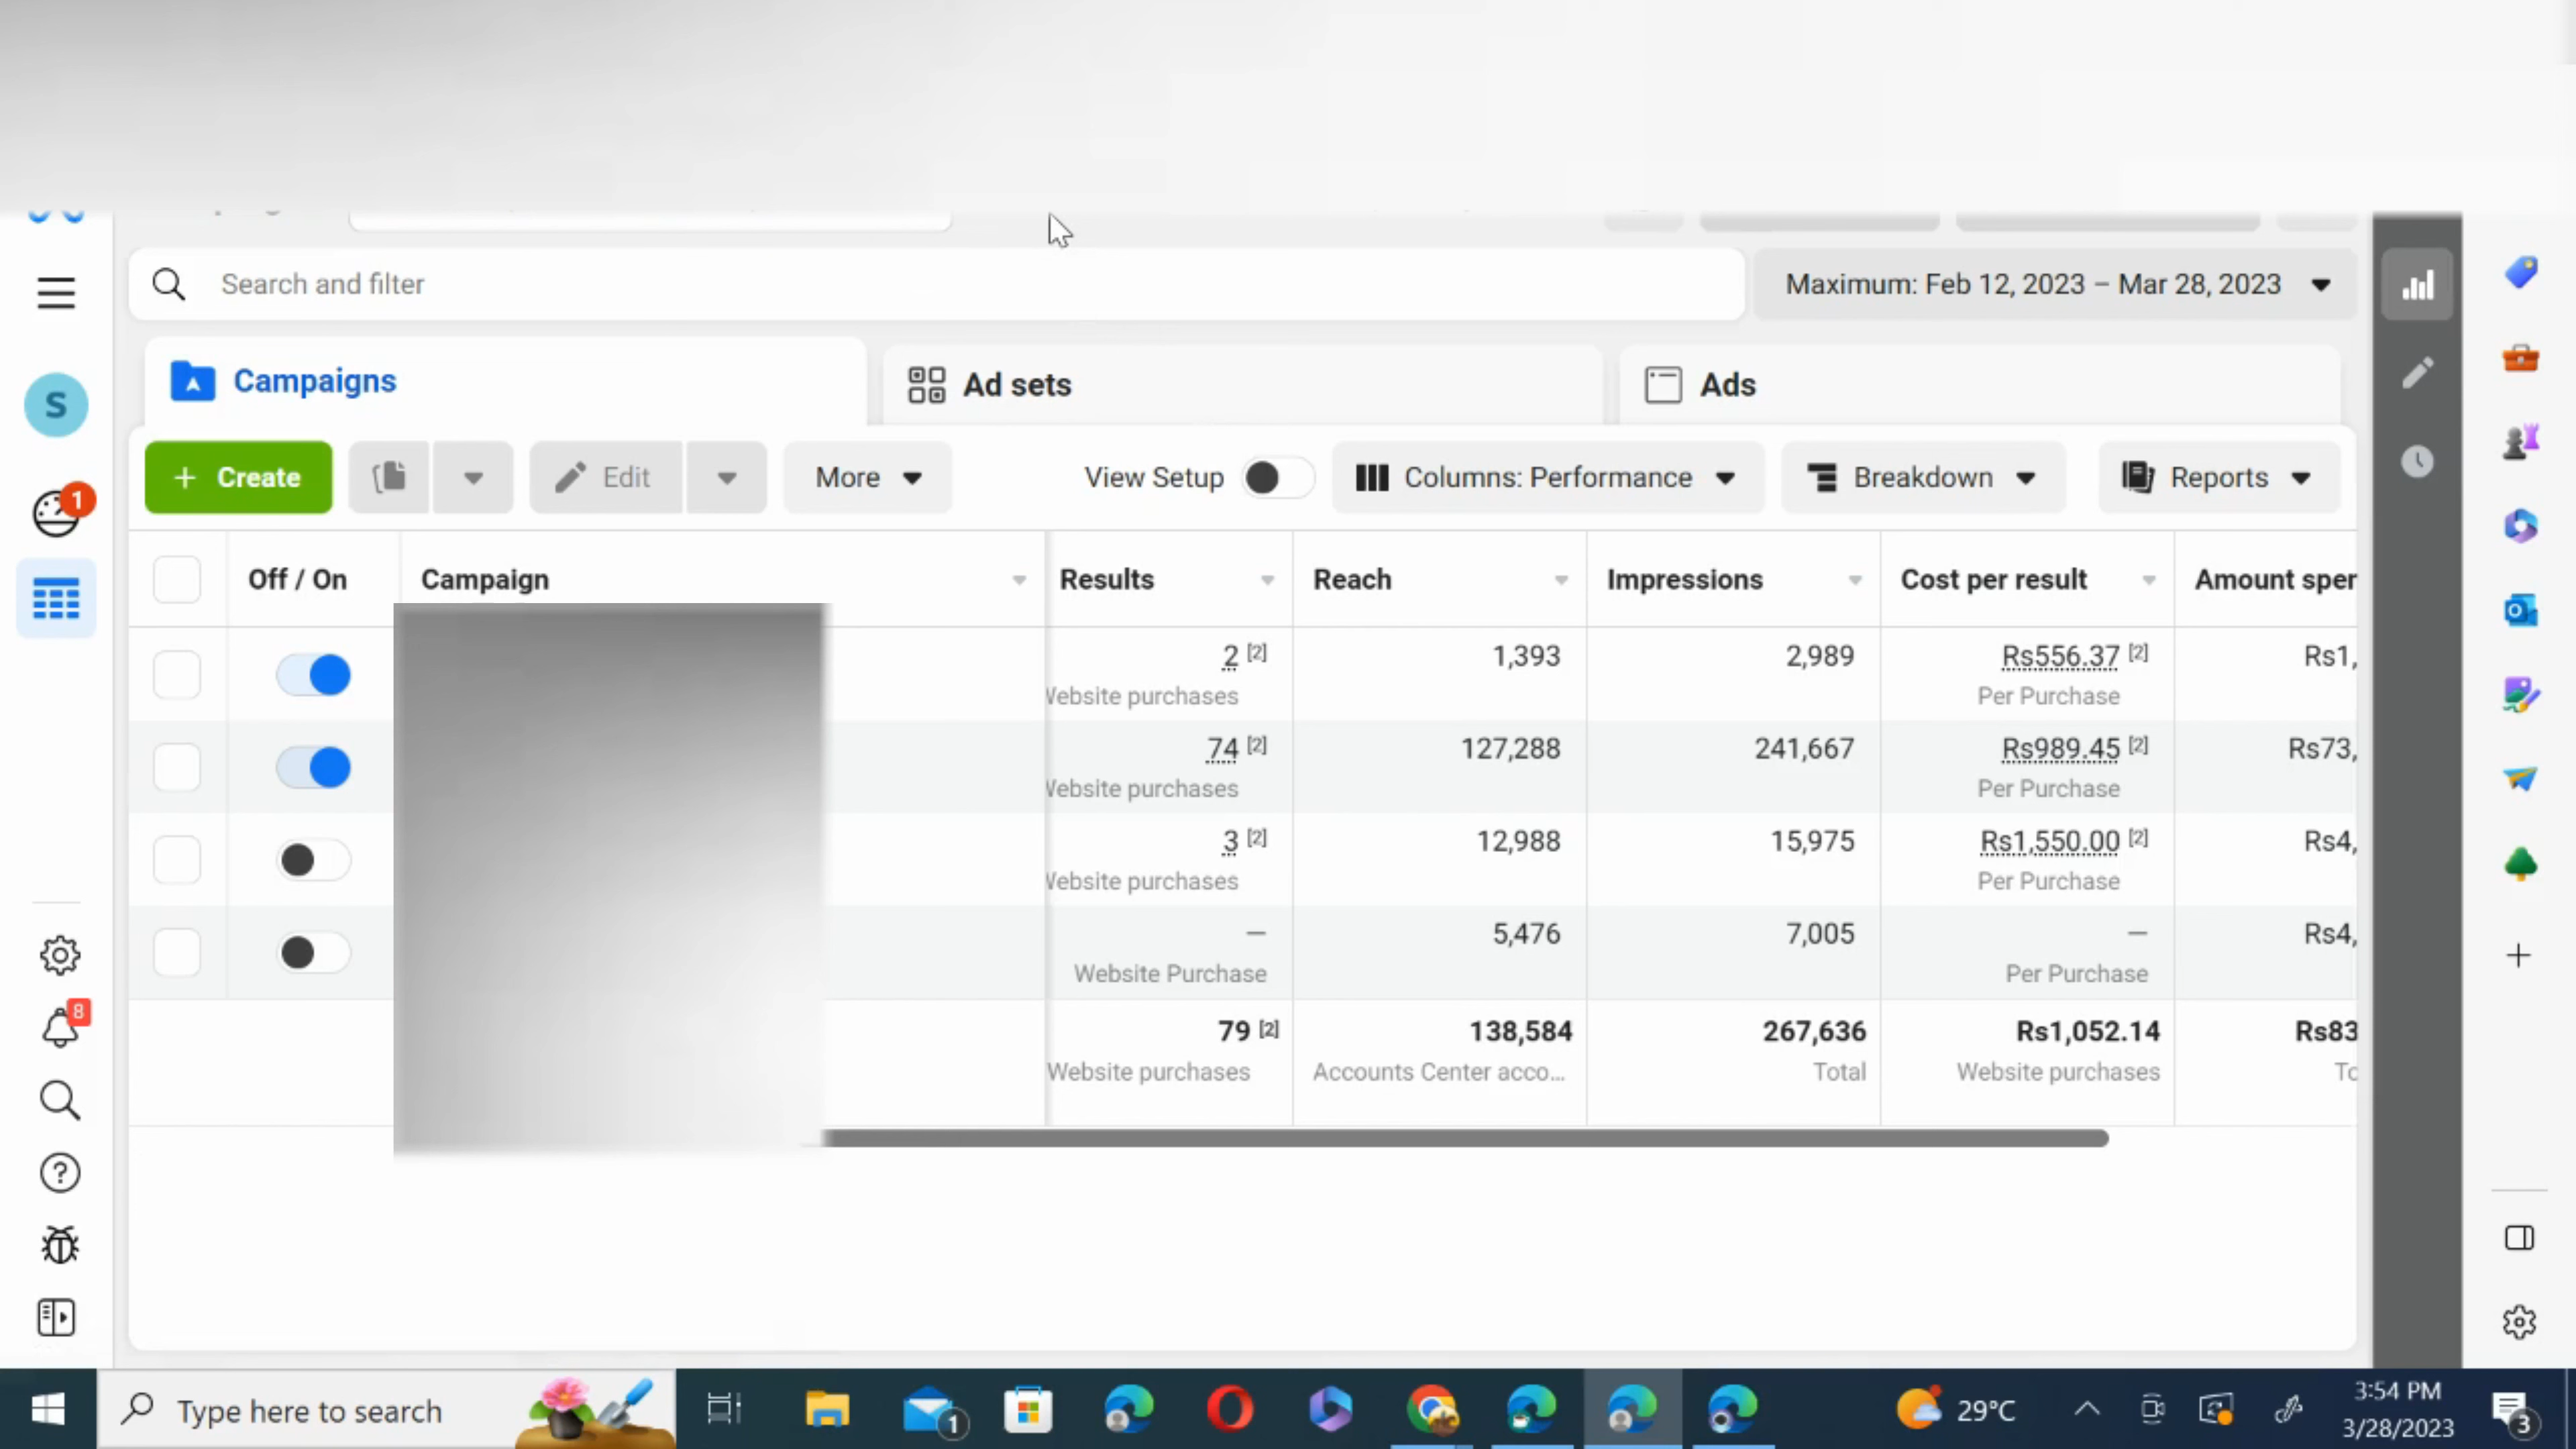 Search and filter
Maximum: Feb 12, 2023 – Mar 28, 2023
Campaigns
Ad sets
Ads
S
1
+ Create
Edit
More
View Setup
Columns: Performance
Breakdown
Reports
Off / On
Campaign
Results
Reach
Impressions
Cost per result
Amount spen
2 [2]
1,393
2,989
Rs556.37 [2]
Rs1,
Website purchases
Per Purchase
74 [2]
127,288
241,667
Rs989.45 [2]
Rs73,
Website purchases
Per Purchase
3 [2]
12,988
15,975
Rs1,550.00 [2]
Rs4,
Website purchases
Per Purchase
—
5,476
7,005
—
Rs4,
Website Purchase
Per Purchase
79 [2]
138,584
267,636
Rs1,052.14
Rs83
Website purchases
Accounts Center acco...
Total
Website purchases
To
8
Type here to search
1
29°C
3:54 PM
3/28/2023
3